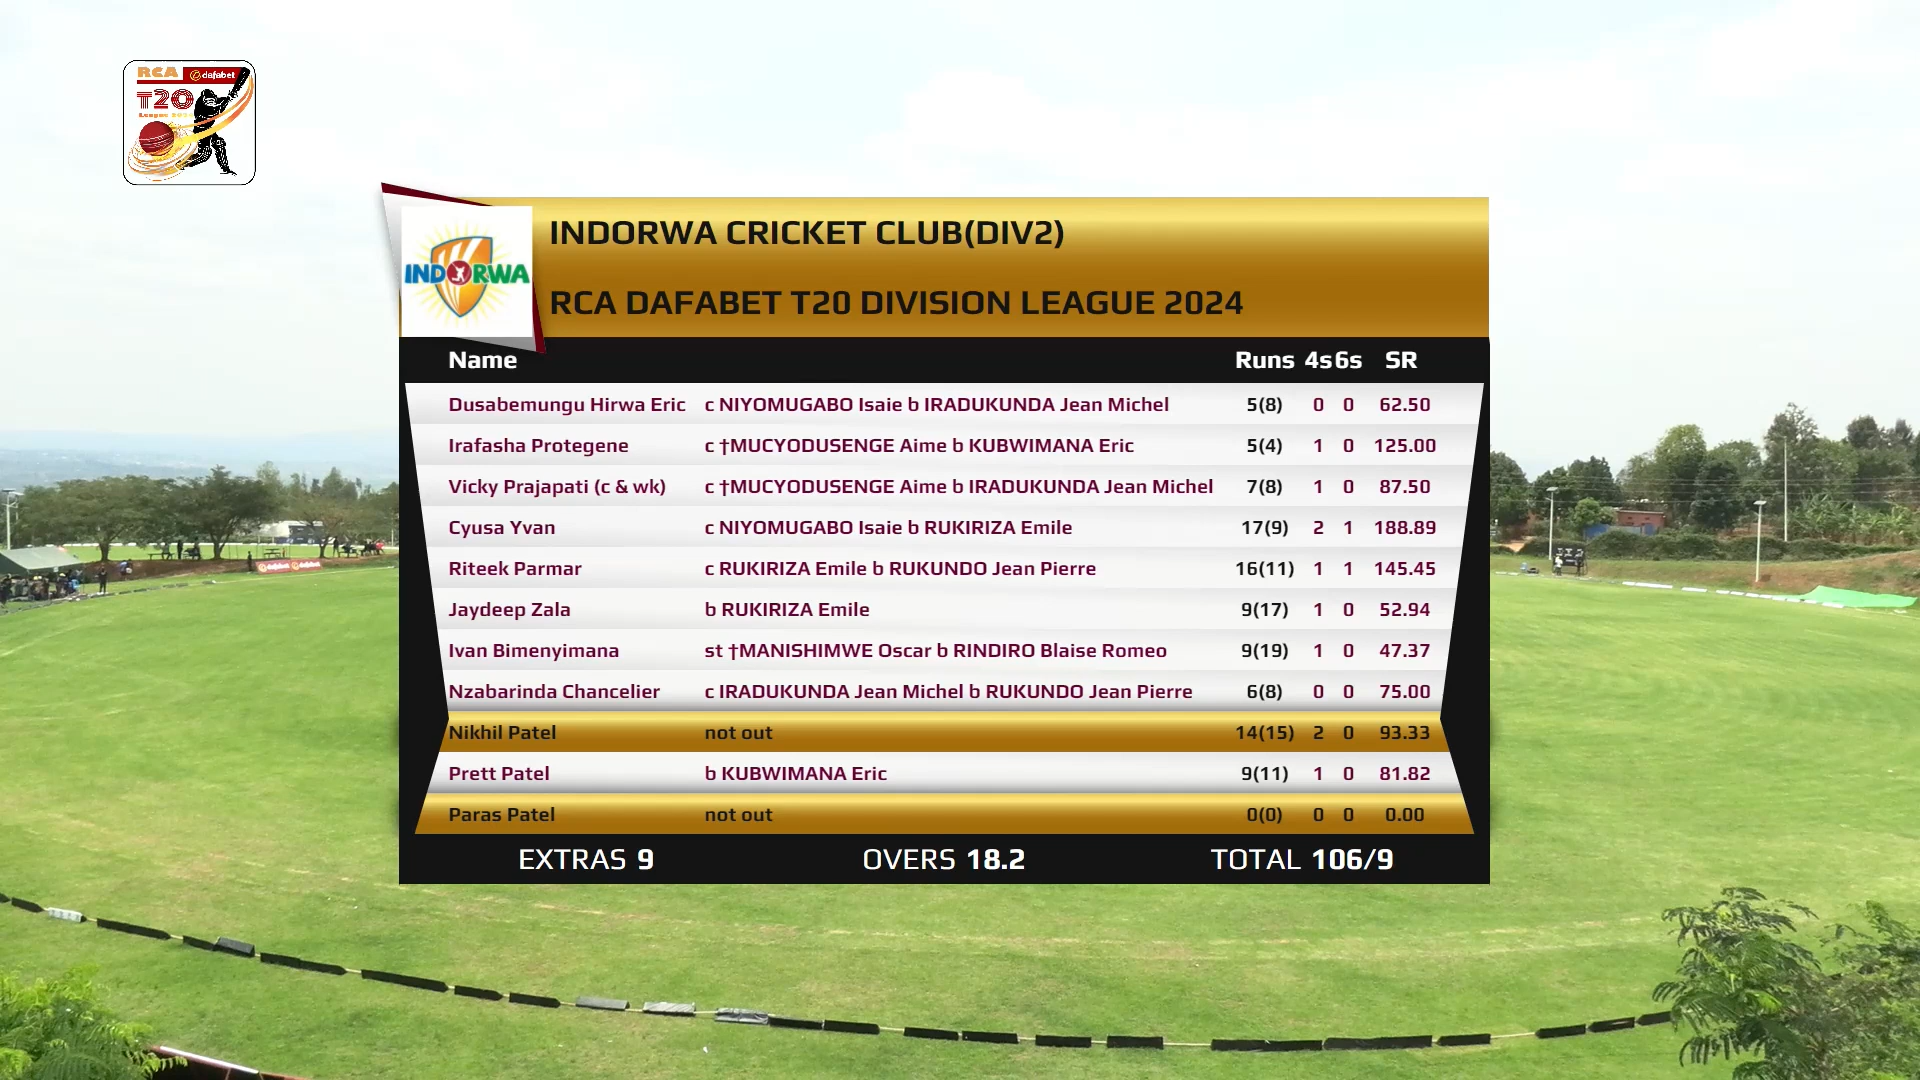 RCA dafabet
T20
League 2024
INDORWA
INDORWA CRICKET CLUB(DIV2)
RCA DAFABET T20 DIVISION LEAGUE 2024
Name Runs 4s 6s SR
Dusabemungu Hirwa Eric c NIYOMUGABO Isaie b IRADUKUNDA Jean Michel 5(8) 0 0 62.50
Irafasha Protegene c †MUCYODUSENGE Aime b KUBWIMANA Eric 5(4) 1 0 125.00
Vicky Prajapati (c & wk) c †MUCYODUSENGE Aime b IRADUKUNDA Jean Michel 7(8) 1 0 87.50
Cyusa Yvan c NIYOMUGABO Isaie b RUKIRIZA Emile 17(9) 2 1 188.89
Riteek Parmar c RUKIRIZA Emile b RUKUNDO Jean Pierre 16(11) 1 1 145.45
Jaydeep Zala b RUKIRIZA Emile 9(17) 1 0 52.94
Ivan Bimenyimana st †MANISHIMWE Oscar b RINDIRO Blaise Romeo 9(19) 1 0 47.37
Nzabarinda Chancelier c IRADUKUNDA Jean Michel b RUKUNDO Jean Pierre 6(8) 0 0 75.00
Nikhil Patel not out 14(15) 2 0 93.33
Prett Patel b KUBWIMANA Eric 9(11) 1 0 81.82
Paras Patel not out 0(0) 0 0 0.00
EXTRAS 9 OVERS 18.2 TOTAL 106/9
dafabet dafabet